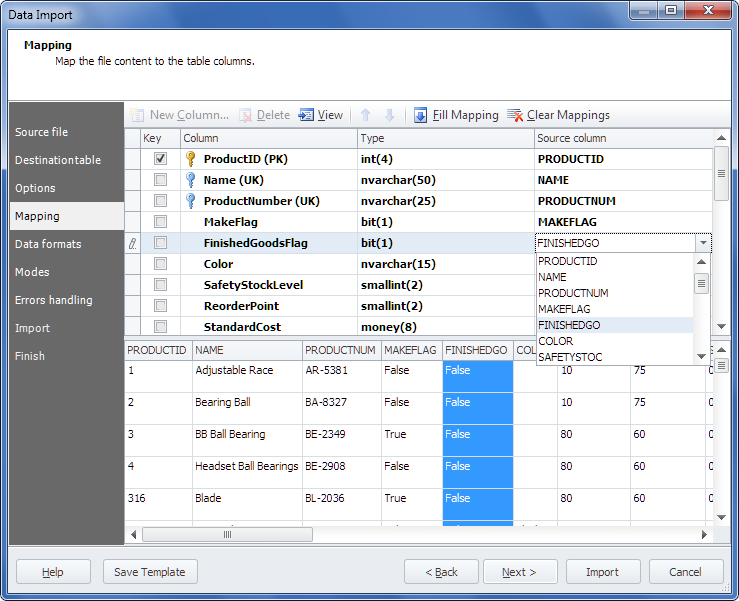 Data Import
Mapping
Map the file content to the table columns.
Source file
Destinationtable
Options
Mapping
Data formats
Modes
Errors handling
Import
Finish
New Column... Delete View Fill Mapping Clear Mappings
Key Column Type Source column
ProductID (PK) int(4) PRODUCTID
Name (UK) nvarchar(50) NAME
ProductNumber (UK) nvarchar(25) PRODUCTNUM
MakeFlag bit(1) MAKEFLAG
FinishedGoodsFlag bit(1) FINISHEDGO
Color nvarchar(15)
SafetyStockLevel smallint(2)
ReorderPoint smallint(2)
StandardCost money(8)
PRODUCTID
NAME
PRODUCTNUM
MAKEFLAG
FINISHEDGO
COLOR
SAFETYSTOC
PRODUCTID NAME PRODUCTNUM MAKEFLAG FINISHEDGO COL
1 Adjustable Race AR-5381 False False 10 75
2 Bearing Ball BA-8327 False False 10 75
3 BB Ball Bearing BE-2349 True False 80 60
4 Headset Ball Bearings BE-2908 False False 80 60
316 Blade BL-2036 True False 80 60
Help Save Template < Back Next > Import Cancel